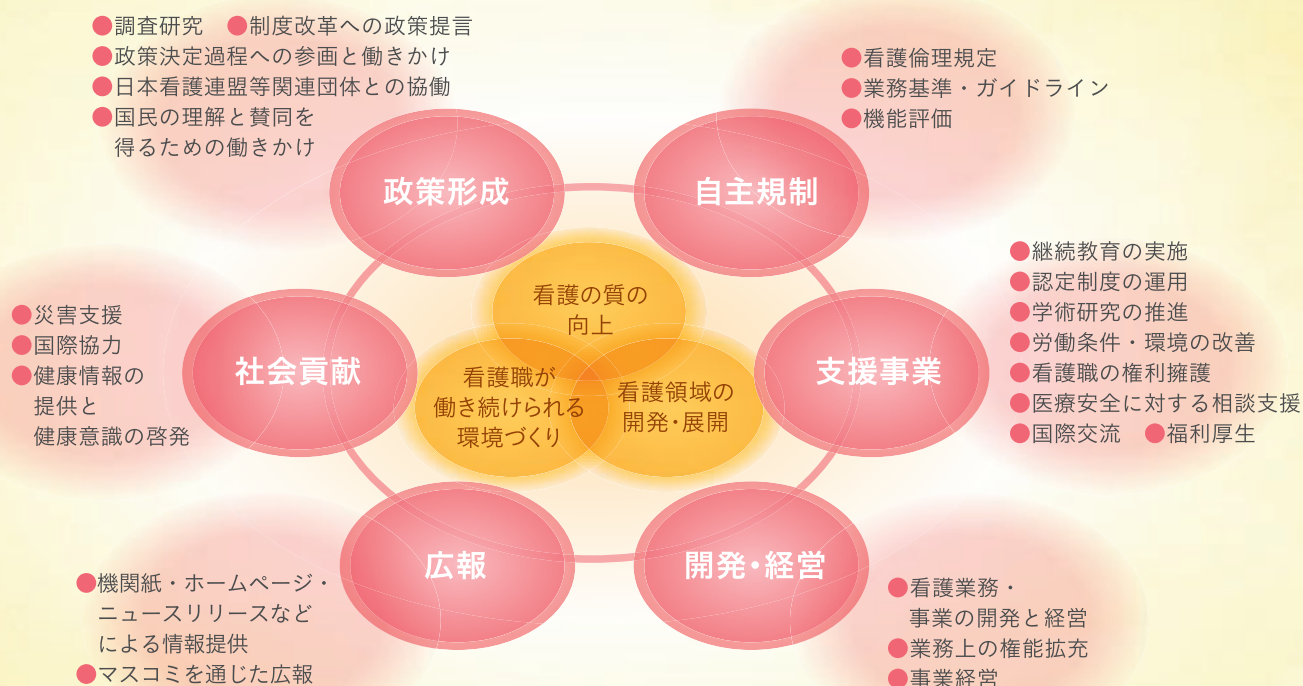 ●調査研究 ●制度改革への政策提言
●政策決定過程への参画と働きかけ
●日本看護連盟等関連団体との協働
●国民の理解と賛同を
得るための働きかけ
政策形成
●看護倫理規定
●業務基準・ガイドライン
●機能評価
自主規制
看護の質の
向上
看護職が
働き続けられる
環境づくり
看護領域の
開発・展開
●災害支援
●国際協力
●健康情報の
提供と
健康意識の啓発
社会貢献
支援事業
●継続教育の実施
●認定制度の運用
●学術研究の推進
●労働条件・環境の改善
●看護職の権利擁護
●医療安全に対する相談支援
●国際交流 ●福利厚生
広報
●機関紙・ホームページ・
ニュースリリースなど
による情報提供
●マスコミを通じた広報
開発・経営
●看護業務・
事業の開発と経営
●業務上の権能拡充
●事業経営